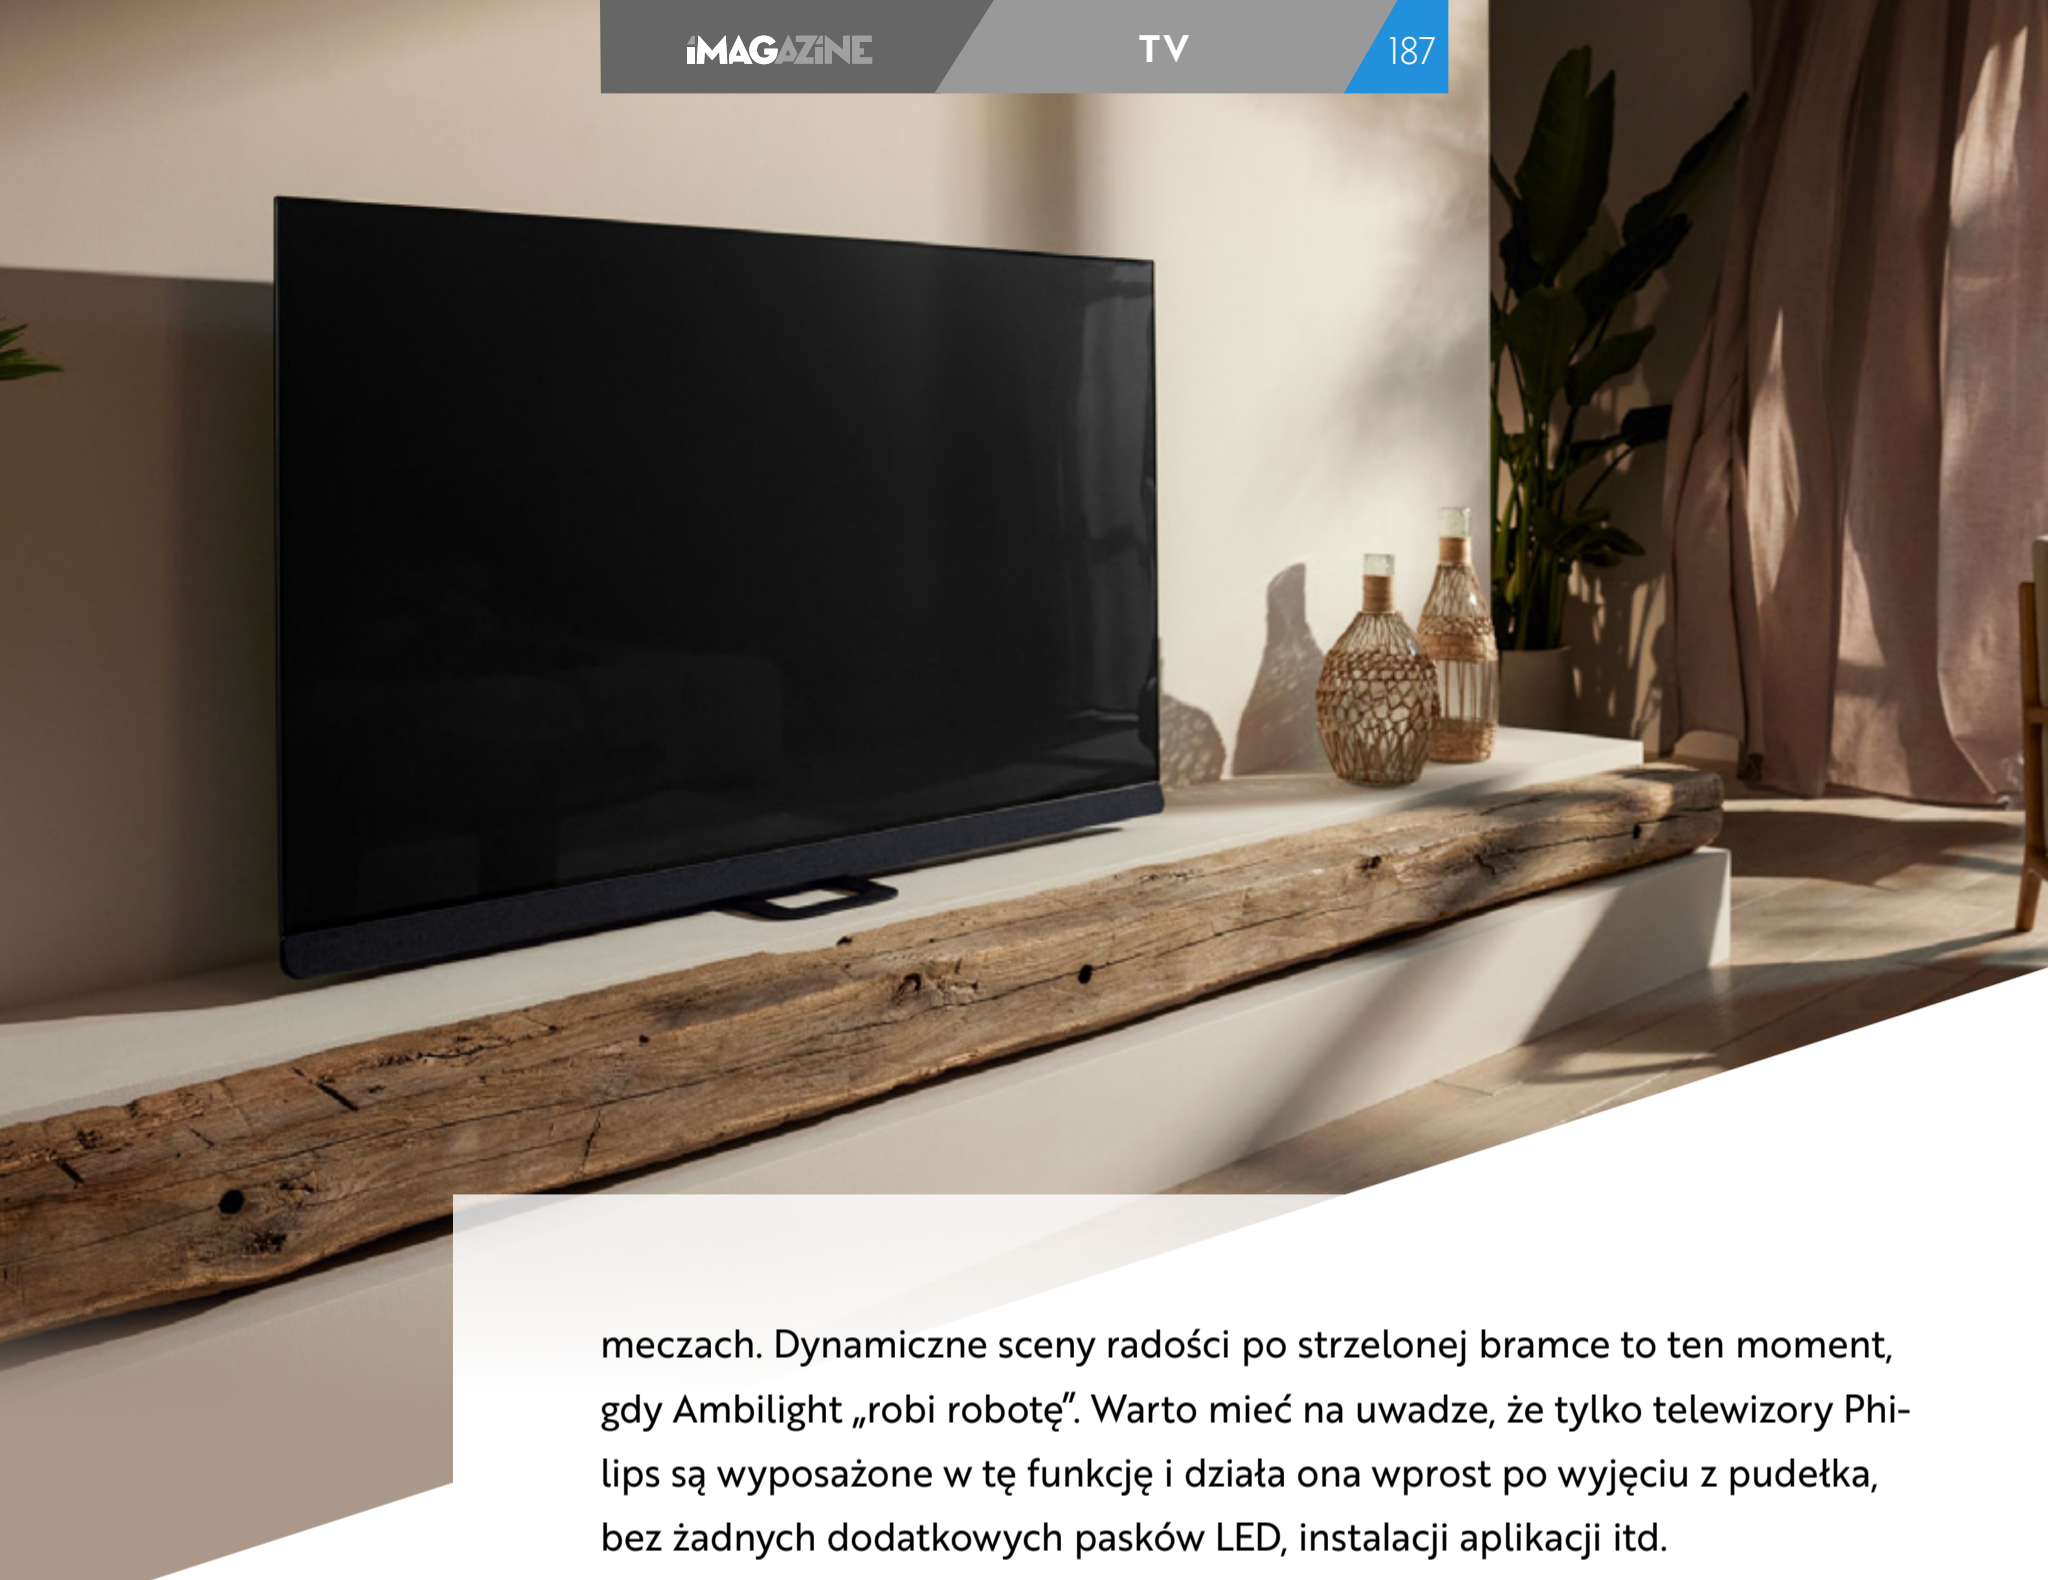 iMAGAZINE
TV
187
meczach. Dynamiczne sceny radości po strzelonej bramce to ten moment,
gdy Ambilight „robi robotę”. Warto mieć na uwadze, że tylko telewizory Phi-
lips są wyposażone w tę funkcję i działa ona wprost po wyjęciu z pudełka,
bez żadnych dodatkowych pasków LED, instalacji aplikacji itd.